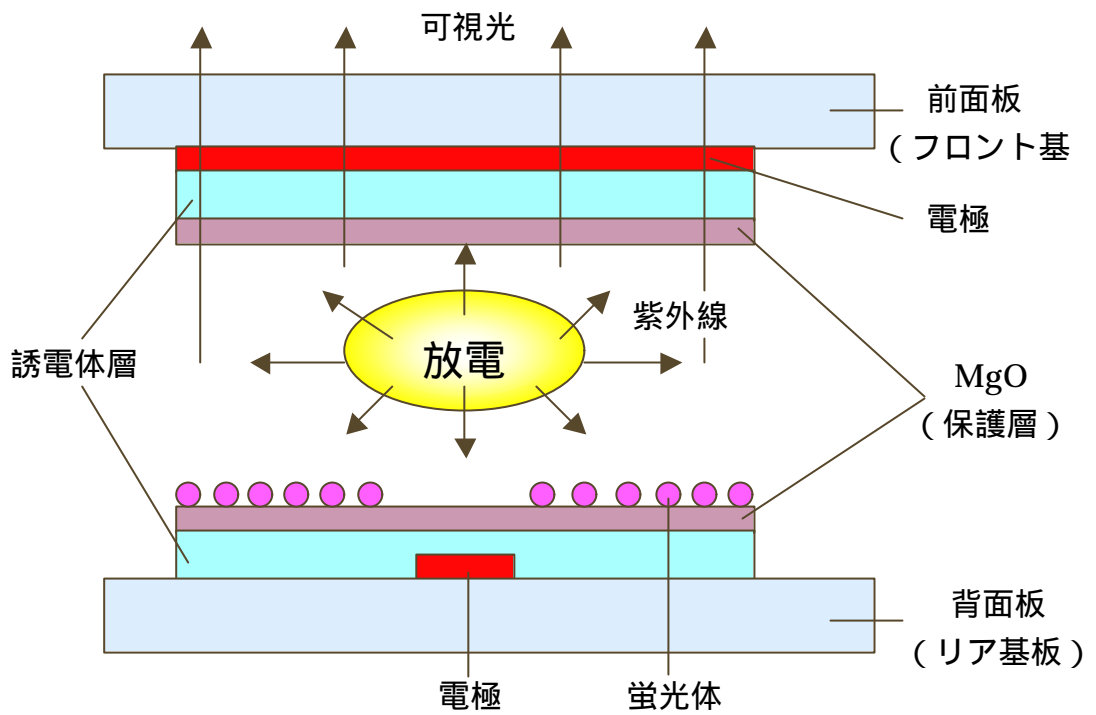 可視光
前面板
（フロント基
電極
紫外線
放電
誘電体層
MgO
（保護層）
背面板
（リア基板）
電極
蛍光体